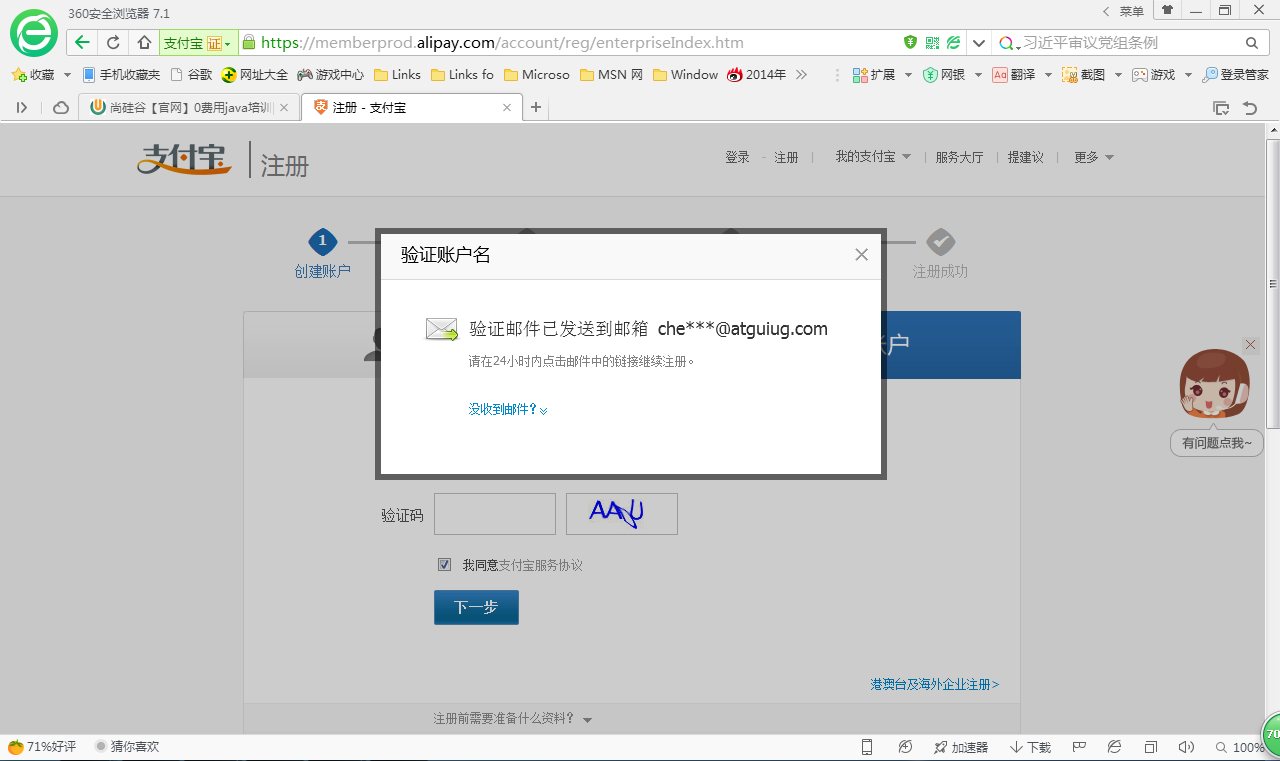 360安全浏览器 7.1
菜单
支付宝 证
https://memberprod.alipay.com/account/reg/enterpriseIndex.htm
习近平审议党组条例
收藏 手机收藏夹 谷歌 网址大全 游戏中心 Links Links fo Microso MSN 网 Window 2014年 扩展 网银 Aa 翻译 截图 游戏 登录管家
尚硅谷【官网】0费用java培训
注册 - 支付宝
支付宝 注册
登录 - 注册 我的支付宝 服务大厅 提建议 更多
1
创建账户
注册成功
验证账户名
验证邮件已发送到邮箱 che***@atguiug.com
请在24小时内点击邮件中的链接继续注册。
没收到邮件?
账户
有问题点我~
验证码
AAYU
我同意支付宝服务协议
下一步
港澳台及海外企业注册>
注册前需要准备什么资料?
71%好评 猜你喜欢 加速器 下载 100%
70